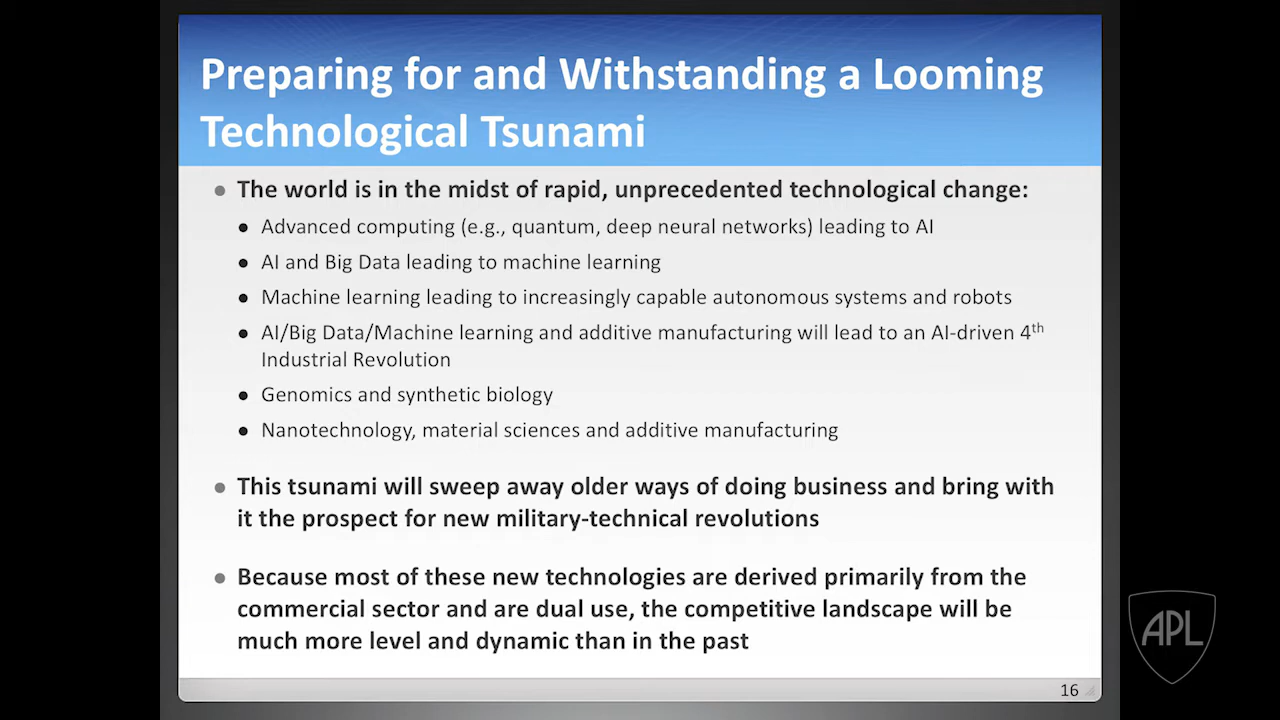 Preparing for and Withstanding a Looming
Technological Tsunami
● The world is in the midst of rapid, unprecedented technological change:
● Advanced computing (e.g., quantum, deep neural networks) leading to AI
● AI and Big Data leading to machine learning
● Machine learning leading to increasingly capable autonomous systems and robots
● AI/Big Data/Machine learning and additive manufacturing will lead to an AI-driven 4th
Industrial Revolution
● Genomics and synthetic biology
● Nanotechnology, material sciences and additive manufacturing
● This tsunami will sweep away older ways of doing business and bring with
it the prospect for new military-technical revolutions
● Because most of these new technologies are derived primarily from the
commercial sector and are dual use, the competitive landscape will be
much more level and dynamic than in the past
16
APL